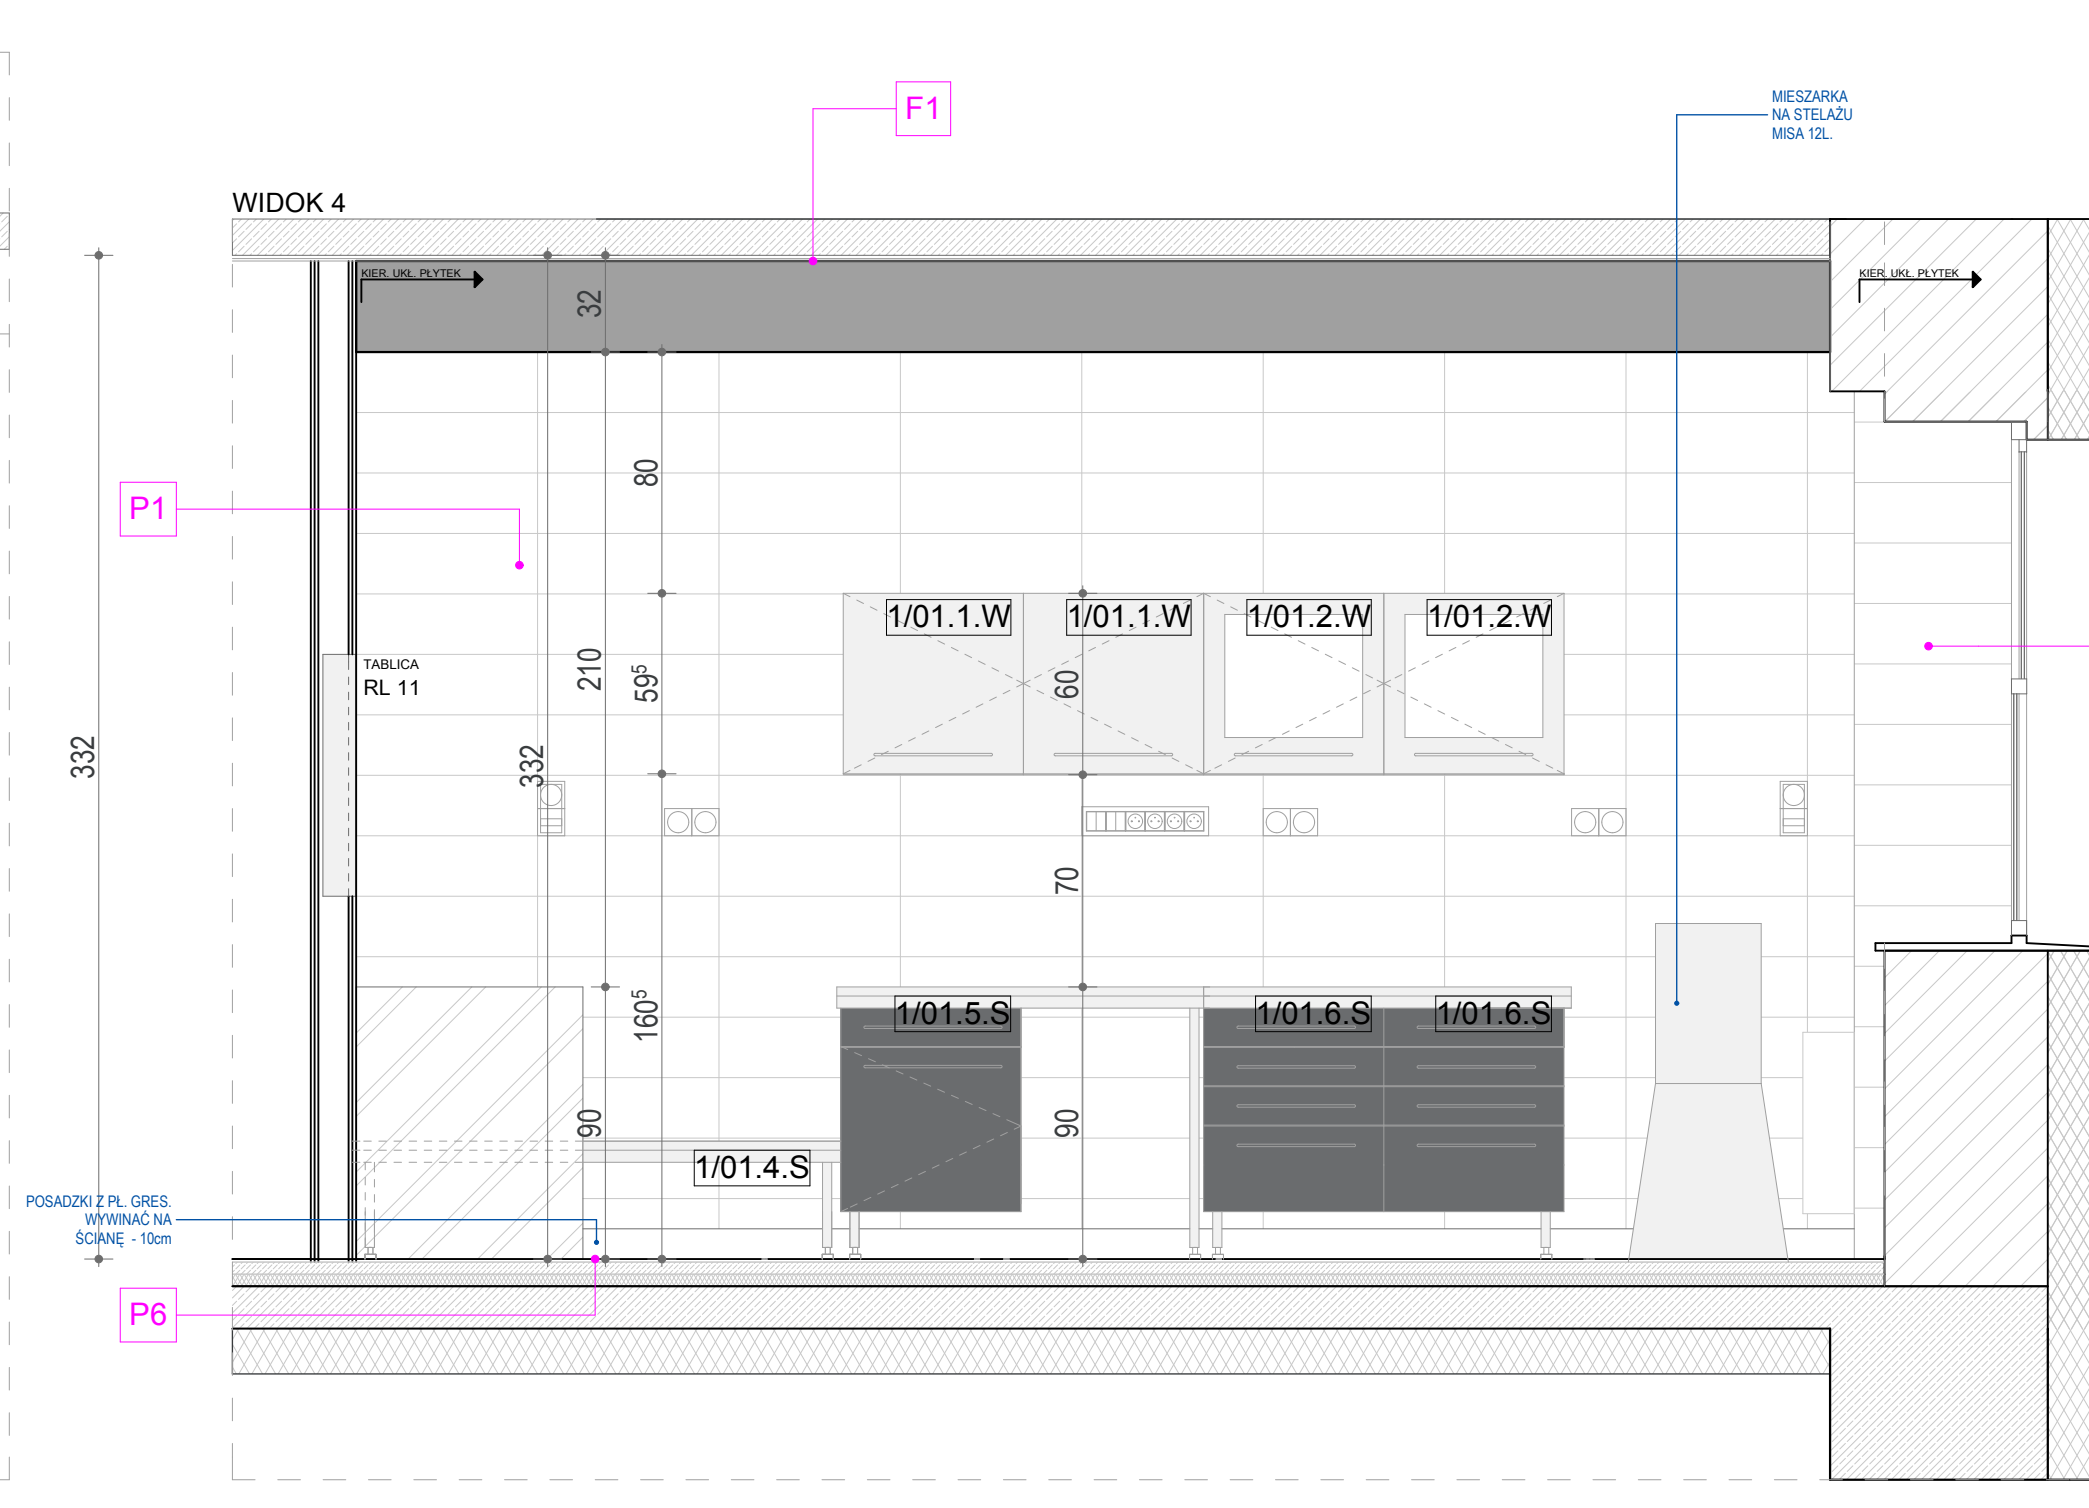 F1
MIESZARKA
NA STELAŻU
MISA 12L.
WIDOK 4
KIER. UKŁ. PŁYTEK
KIER. UKŁ. PŁYTEK
32
80
P1
1/01.1.W
1/01.1.W
1/01.2.W
1/01.2.W
TABLICA
RL 11
210
59⁵
60
332
332
70
1/01.5.S
1/01.6.S
1/01.6.S
160⁵
90
90
1/01.4.S
POSADZKI Z PŁ. GRES.
WYWINAĆ NA
ŚCIANĘ - 10cm
P6